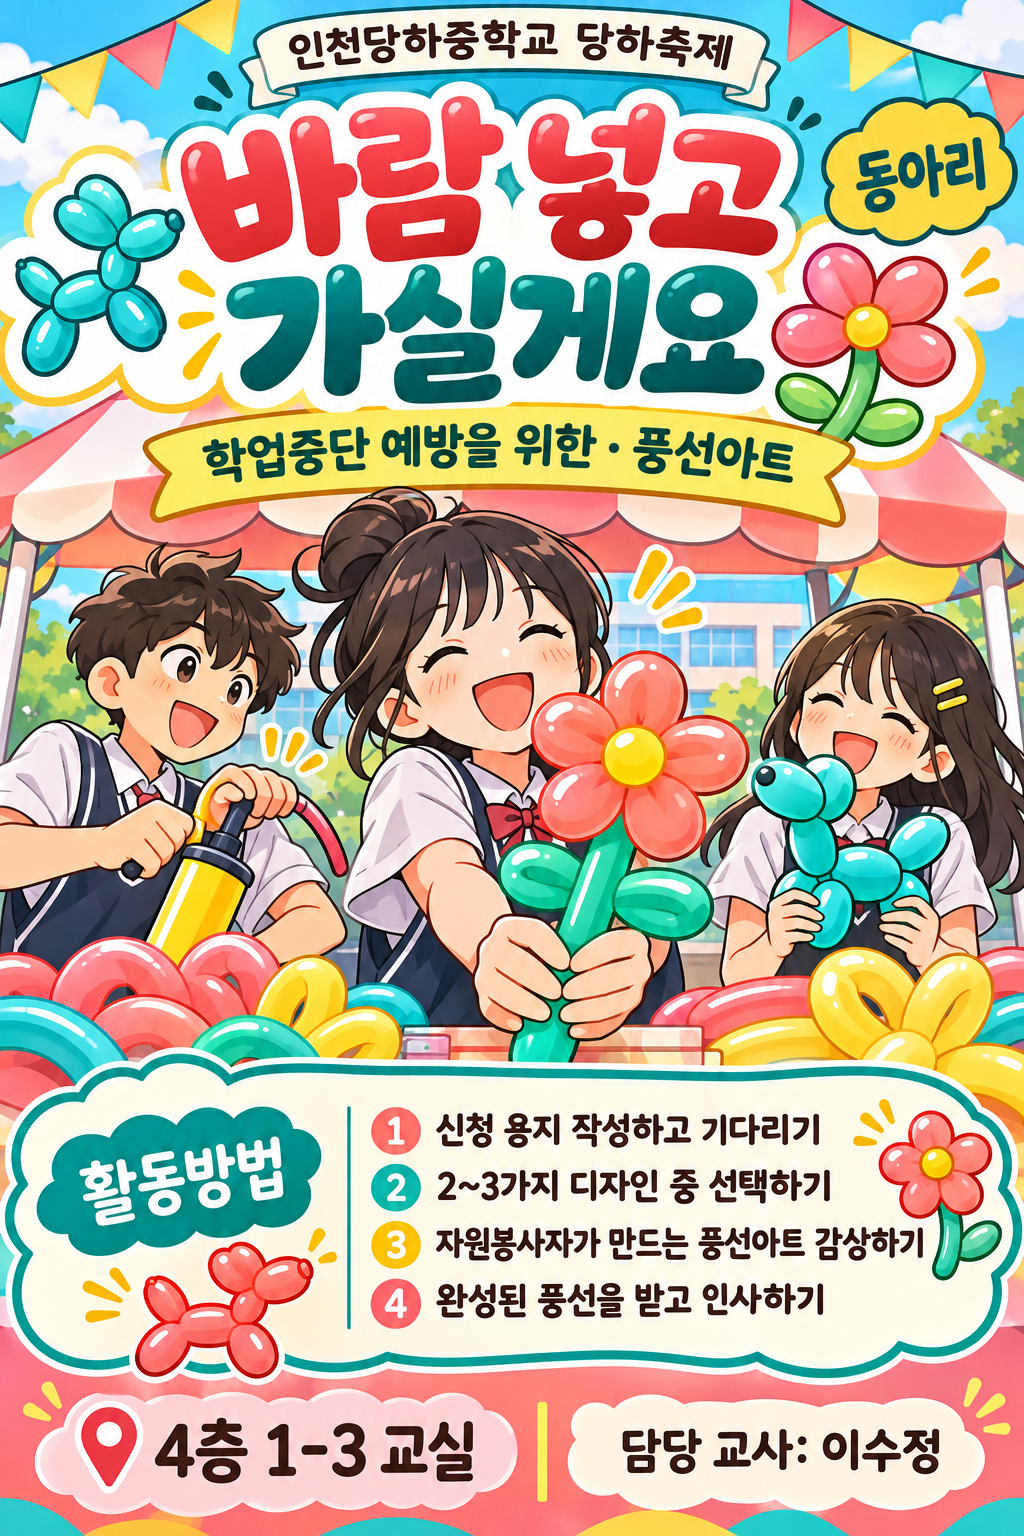 인천당하중학교 당하축제
바람 넣고
가실게요
동아리
학업중단 예방을 위한 · 풍선아트
활동방법
1 신청 용지 작성하고 기다리기
2 2~3가지 디자인 중 선택하기
3 자원봉사자가 만드는 풍선아트 감상하기
4 완성된 풍선을 받고 인사하기
4층 1-3 교실
담당 교사: 이수정